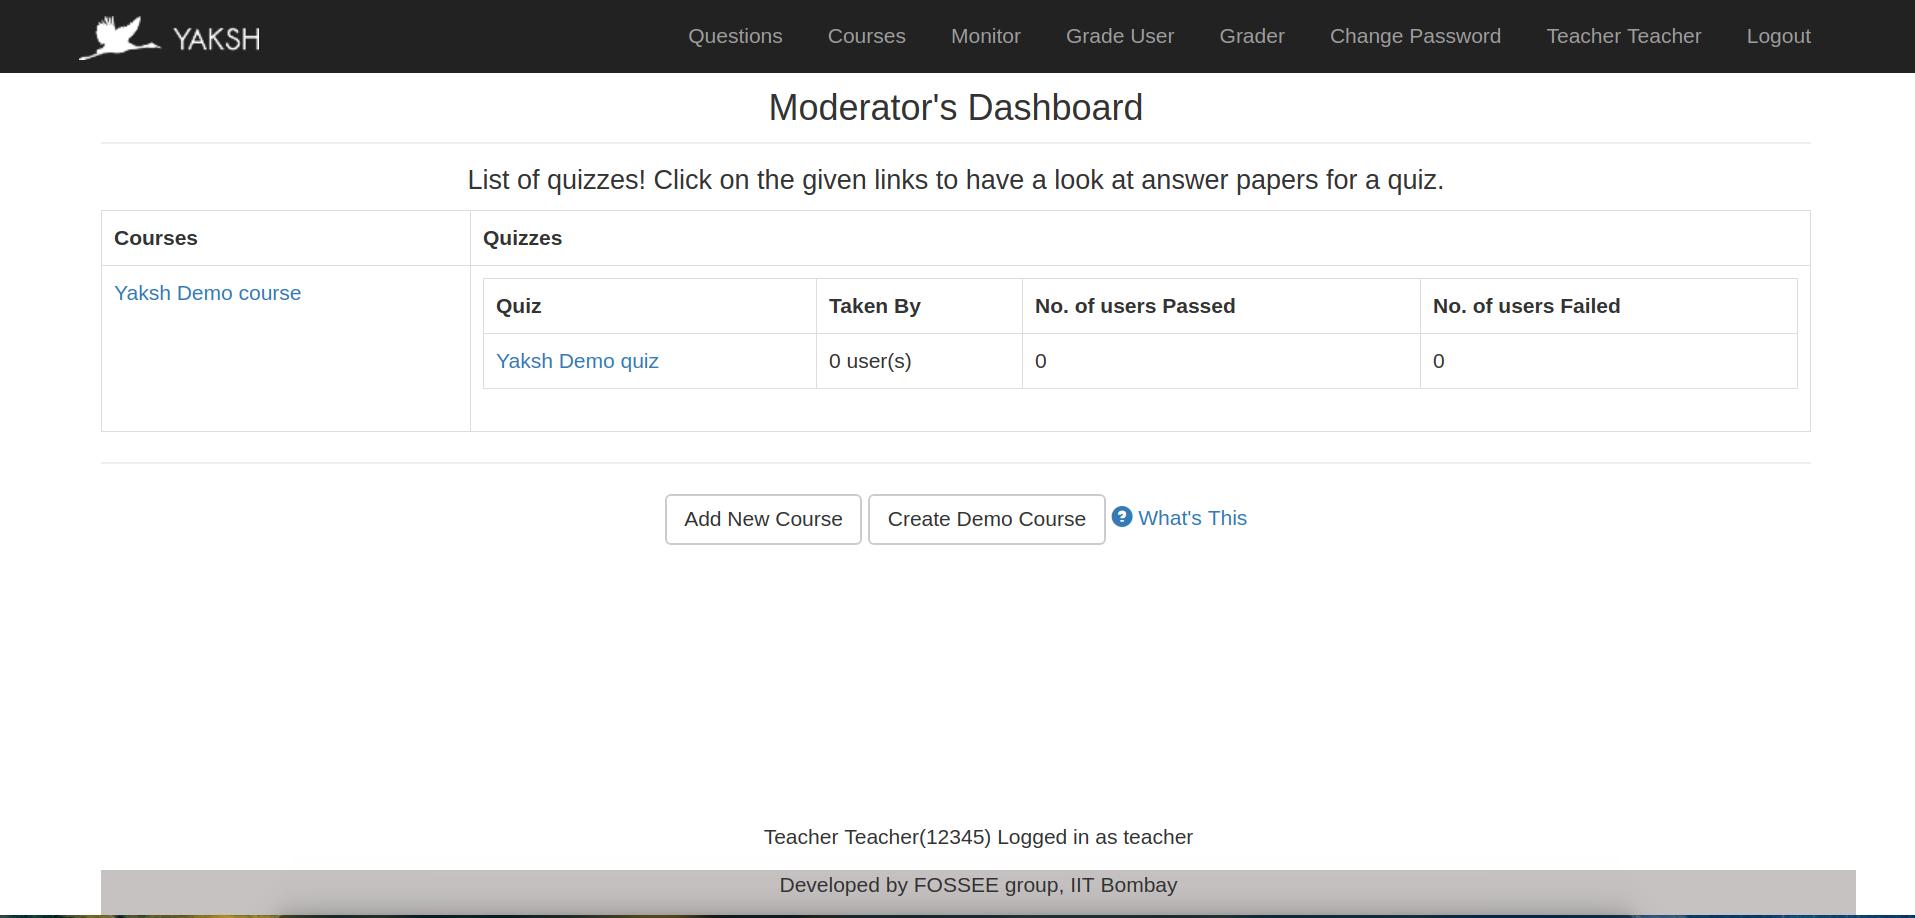 YAKSH
Questions Courses Monitor Grade User Grader Change Password Teacher Teacher Logout
Moderator's Dashboard
List of quizzes! Click on the given links to have a look at answer papers for a quiz.
Courses Quizzes
Yaksh Demo course
Quiz Taken By No. of users Passed No. of users Failed
Yaksh Demo quiz 0 user(s) 0 0
Add New Course Create Demo Course ? What's This
Teacher Teacher(12345) Logged in as teacher
Developed by FOSSEE group, IIT Bombay